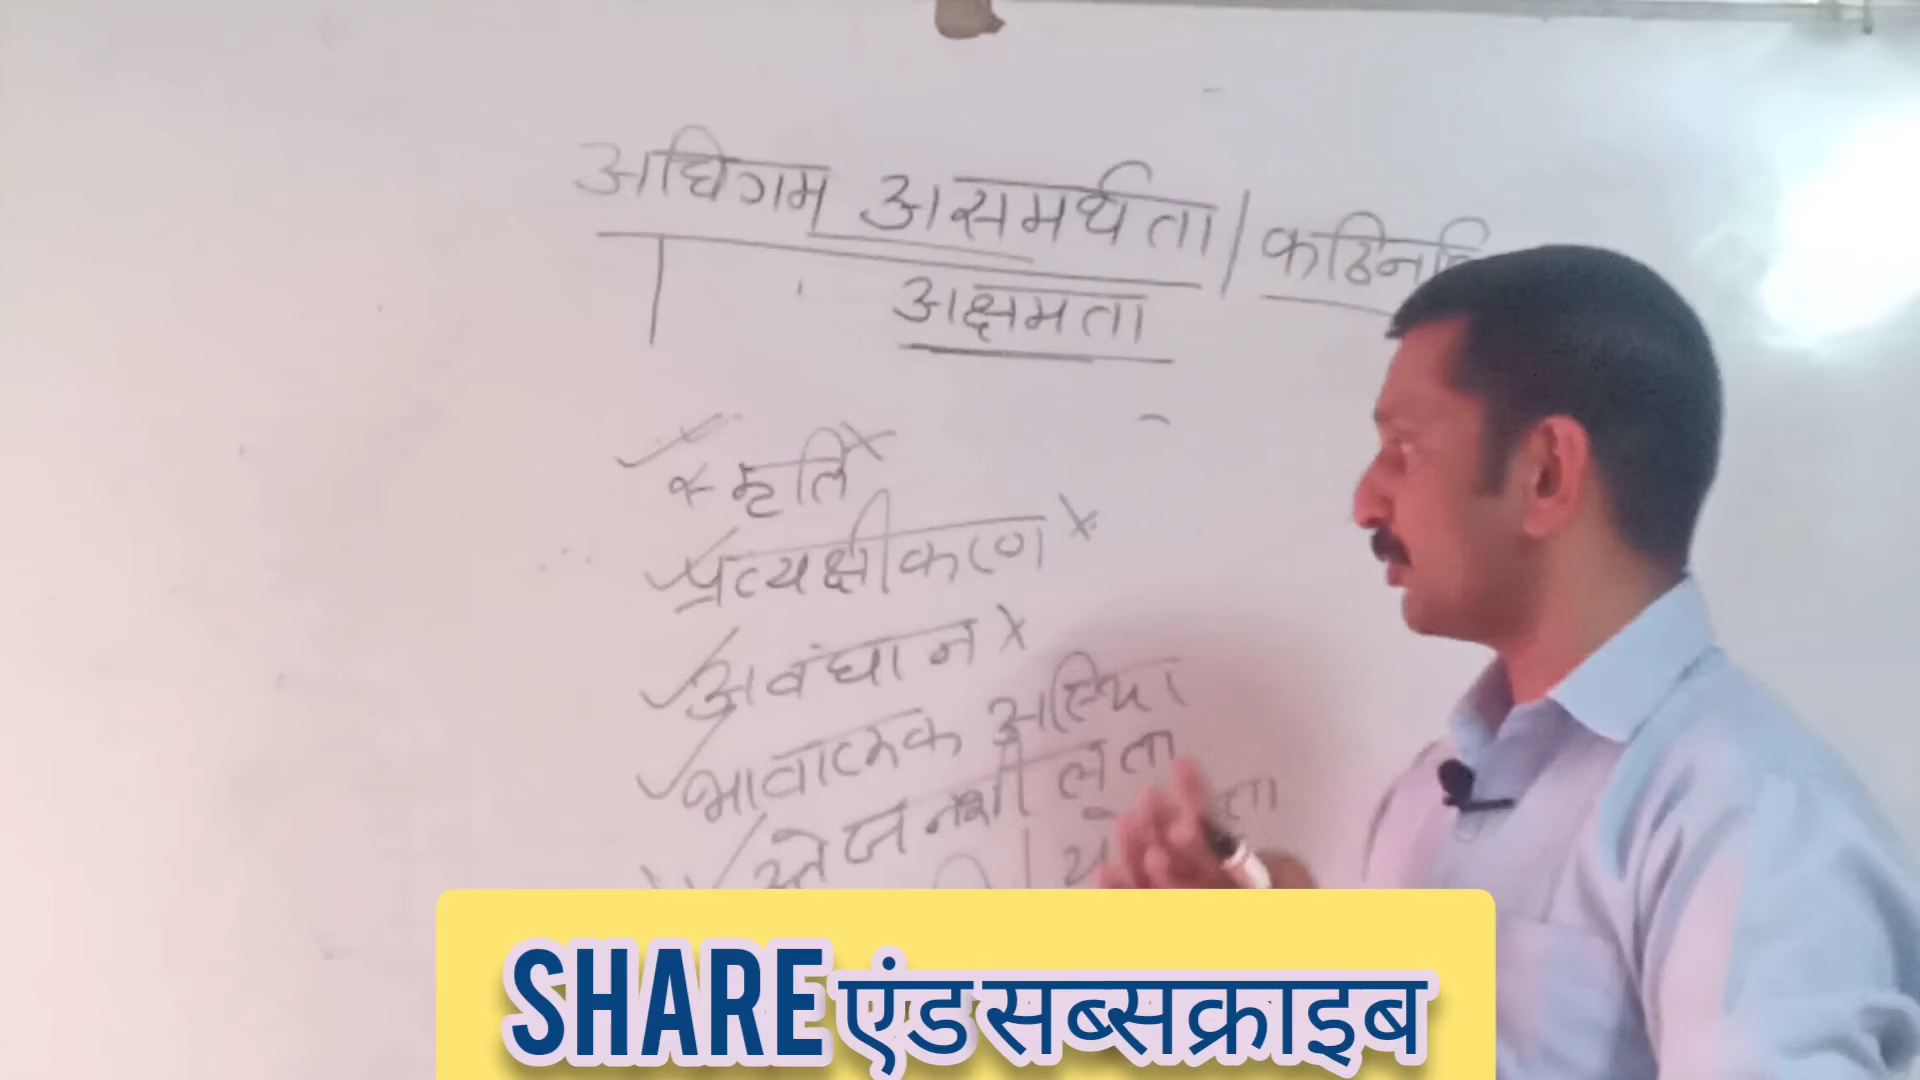 अधिगम असमर्थता / कठिनाई
अक्षमता
स्मृति
प्रत्यक्षीकरण
अवधान
भावात्मक अस्थिरता
SHARE एंड सब्सक्राइब